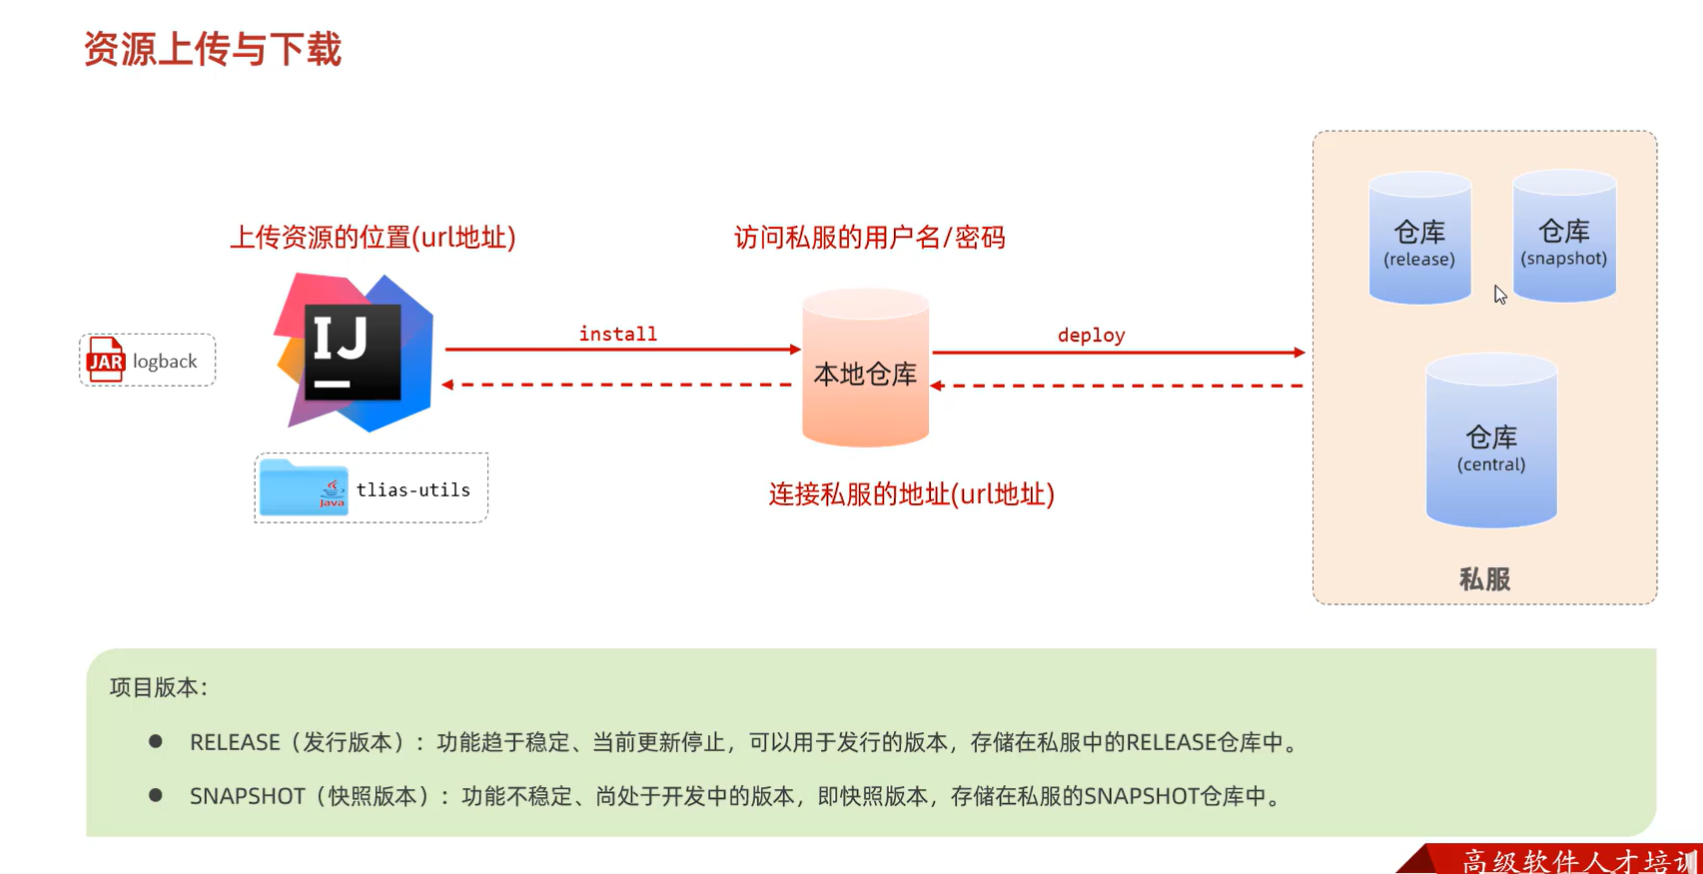 资源上传与下载
上传资源的位置(url地址)
访问私服的用户名/密码
仓库
(release)
仓库
(snapshot)
JAR logback
IJ
install
本地仓库
deploy
仓库
(central)
Java
tlias-utils
连接私服的地址(url地址)
私服
项目版本：
● RELEASE（发行版本）：功能趋于稳定、当前更新停止，可以用于发行的版本，存储在私服中的RELEASE仓库中。
● SNAPSHOT（快照版本）：功能不稳定、尚处于开发中的版本，即快照版本，存储在私服的SNAPSHOT仓库中。
高级软件人才培训